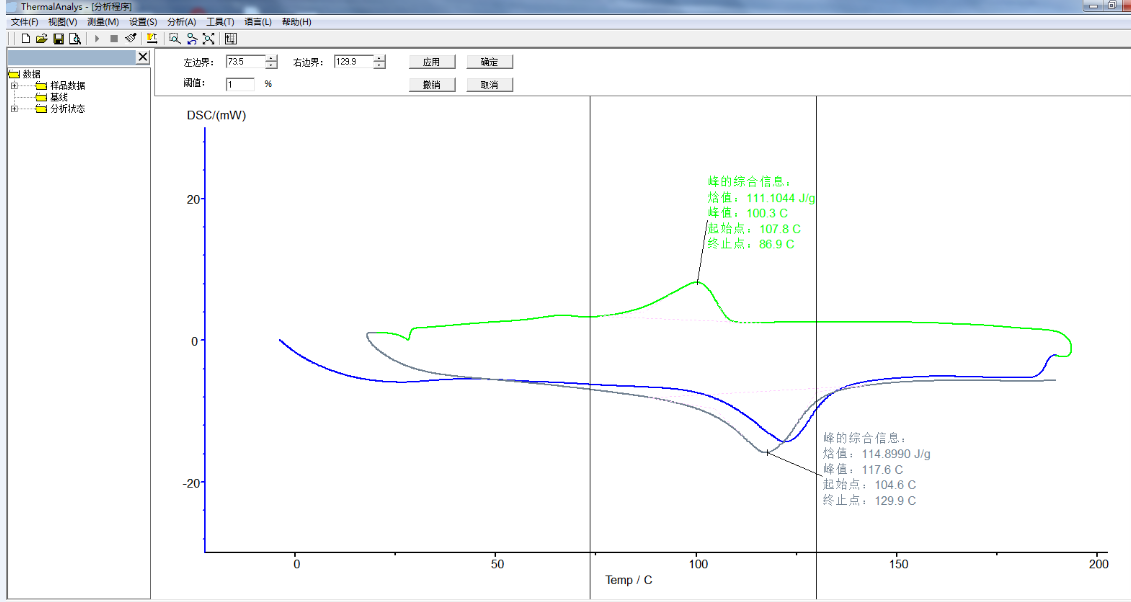 ThermalAnalys - [分析程序]
文件(F) 视图(V) 测量(M) 设置(S) 分析(A) 工具(T) 语言(L) 帮助(H)
左边界： 73.5 右边界： 129.9 应用 确定
阈值： 1 % 撤销 取消
数据
样品数据
基线
分析状态
DSC/(mW)
20
0
-20
峰的综合信息：
焓值：111.1044 J/g
峰值：100.3 C
起始点：107.8 C
终止点：86.9 C
峰的综合信息：
焓值：114.8990 J/g
峰值：117.6 C
起始点：104.6 C
终止点：129.9 C
0 50 100 150 200
Temp / C